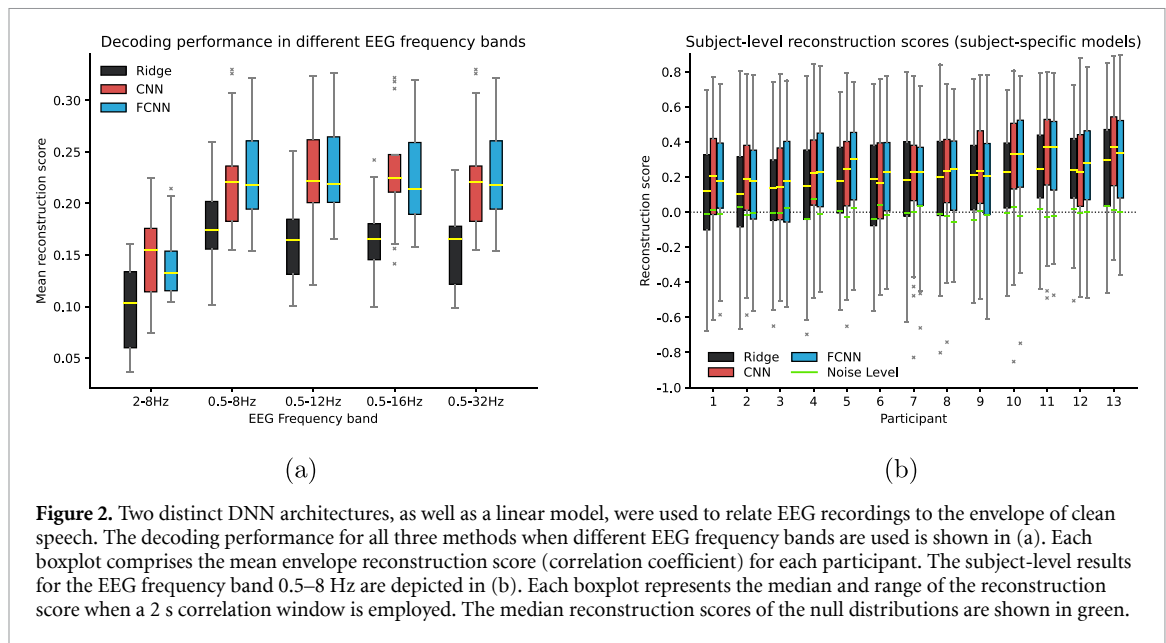 Decoding performance in different EEG frequency bands
Ridge
CNN
FCNN
Mean reconstruction score
0.30
0.25
0.20
0.15
0.10
0.05
2-8Hz 0.5-8Hz 0.5-12Hz 0.5-16Hz 0.5-32Hz
EEG Frequency band
(a)
Subject-level reconstruction scores (subject-specific models)
Reconstruction score
0.8
0.6
0.4
0.2
0.0
-0.2
-0.4
-0.6
-0.8
-1.0
Ridge
CNN
FCNN
Noise Level
1 2 3 4 5 6 7 8 9 10 11 12 13
Participant
(b)
Figure 2. Two distinct DNN architectures, as well as a linear model, were used to relate EEG recordings to the envelope of clean
speech. The decoding performance for all three methods when different EEG frequency bands are used is shown in (a). Each
boxplot comprises the mean envelope reconstruction score (correlation coefficient) for each participant. The subject-level results
for the EEG frequency band 0.5–8 Hz are depicted in (b). Each boxplot represents the median and range of the reconstruction
score when a 2 s correlation window is employed. The median reconstruction scores of the null distributions are shown in green.